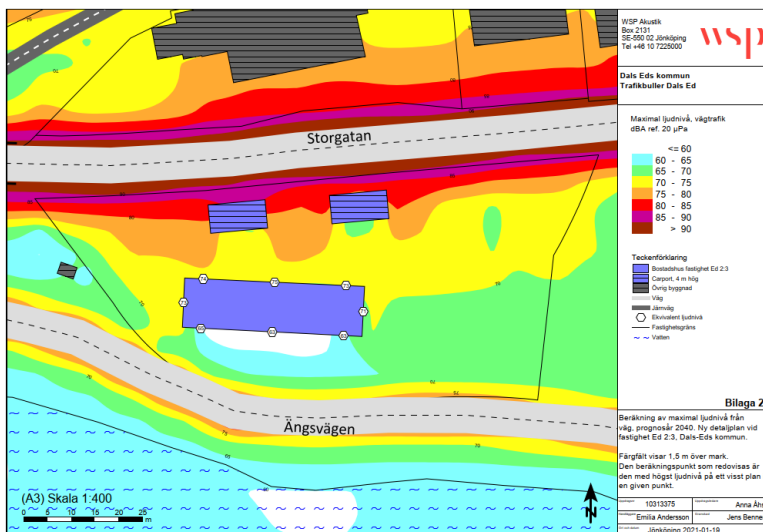 WSP Akustik
Box 2131
SE-550 02 Jönköping
Tel +46 10 7225000
wsp
Dals Eds kommun
Trafikbuller Dals Ed
Maximal ljudnivå, vägtrafik
dBA ref. 20 µPa
<= 60
60 - 65
65 - 70
70 - 75
75 - 80
80 - 85
85 - 90
> 90
Teckenförklaring
Bostadshus fastighet Ed 2:3
Carport, 4 m hög
Övrig byggnad
Väg
Järnväg
Ekvivalent ljudnivå
Fastighetsgräns
Vatten
Storgatan
Ängsvägen
(A3) Skala 1:400
0 5 10 15 20 25
m
N
Bilaga 2
Beräkning av maximal ljudnivå från
väg, prognosår 2040. Ny detaljplan vid
fastighet Ed 2:3, Dals-Eds kommun.
Färgfält visar 1,5 m över mark.
Den beräkningspunkt som redovisas är
den med högst ljudnivå på ett visst plan i
en given punkt.
10313375
Emilia Andersson
Jens Benne
Jönköping 2021-01-19